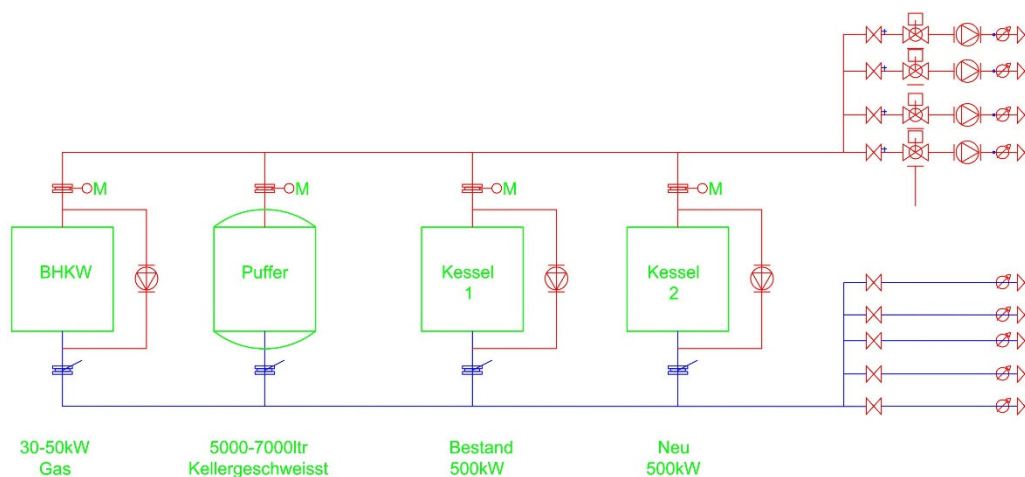 M
M
M
M
BHKW
Puffer
Kessel
1
Kessel
2
30-50kW
Gas
5000-7000ltr
Kellergeschweisst
Bestand
500kW
Neu
500kW